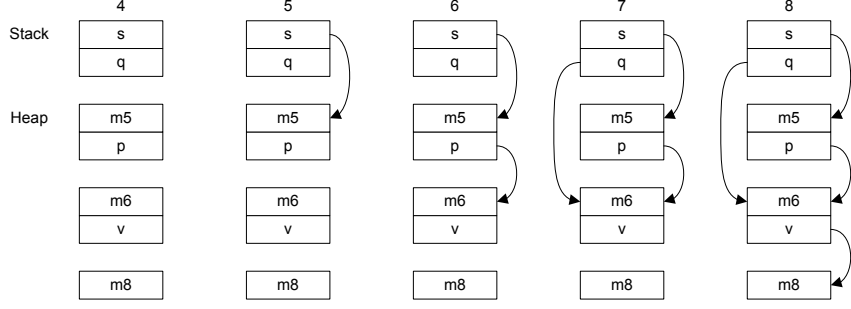 4 5 6 7 8
Stack s s s s s
q q q q q
Heap m5 m5 m5 m5 m5
p p p p p
m6 m6 m6 m6 m6
v v v v v
m8 m8 m8 m8 m8